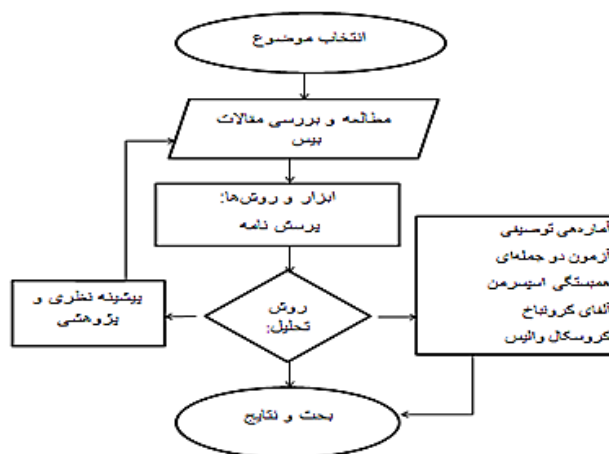 انتخاب موضوع
مطالعه و بررسی مقالات
بیس
ابزار و روش‌ها:
پرسش نامه
آماردهی توصیفی
آزمون دو جمله‌ای
همبستگی اسپیرمن
آلفای کرونباخ
کروسکال والیس
روش
تحلیل:
پیشینه نظری و
پژوهشی
بحث و نتایج